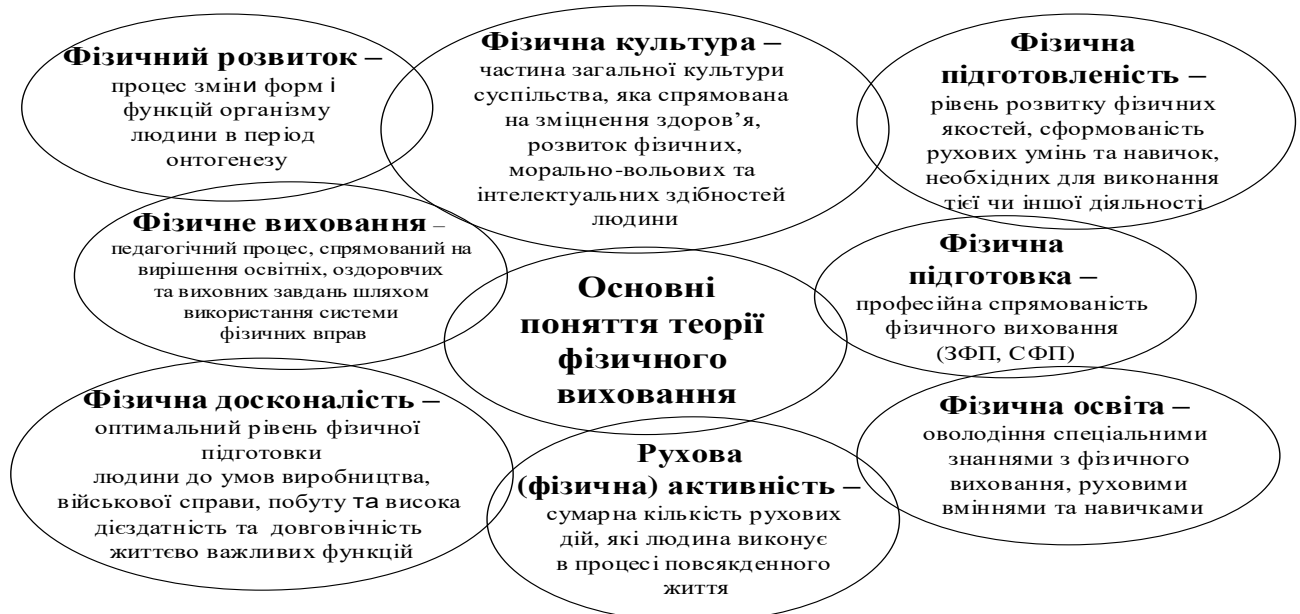 Фізичний розвиток –
процес зміни форм і
функцій організму
людини в період
онтогенезу
Фізична культура –
частина загальної культури
суспільства, яка спрямована
на зміцнення здоров’я,
розвиток фізичних,
морально-вольових та
інтелектуальних здібностей
людини
Фізична
підготовленість –
рівень розвитку фізичних
якостей, сформованість
рухових умінь та навичок,
необхідних для виконання
тієї чи іншої діяльності
Фізичне виховання –
педагогічний процес, спрямований на
вирішення освітніх, оздоровчих
та виховних завдань шляхом
використання системи
фізичних вправ
Основні
поняття теорії
фізичного
виховання
Фізична
підготовка –
професійна спрямованість
фізичного виховання
(ЗФП, СФП)
Фізична досконалість –
оптимальний рівень фізичної
підготовки
людини до умов виробництва,
військової справи, побуту та висока
дієздатність та довговічність
життєво важливих функцій
Рухова
(фізична) активність –
сумарна кількість рухових
дій, які людина виконує
в процесі повсякденного
життя
Фізична освіта –
оволодіння спеціальними
знаннями з фізичного
виховання, руховими
вміннями та навичками